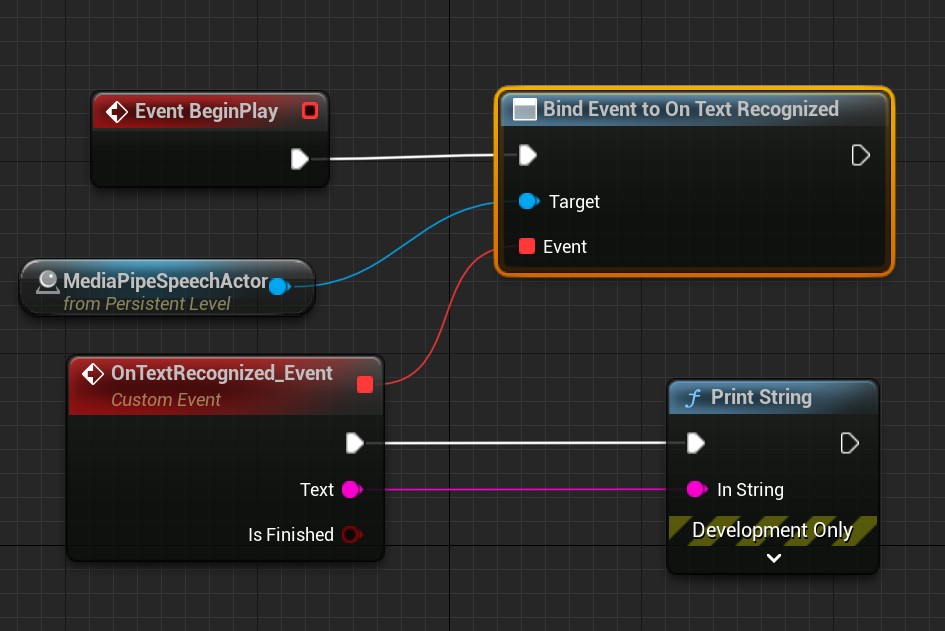 Event BeginPlay
Bind Event to On Text Recognized
Target
Event
MediaPipeSpeechActor
from Persistent Level
OnTextRecognized_Event
Custom Event
Text
Is Finished
f Print String
In String
Development Only